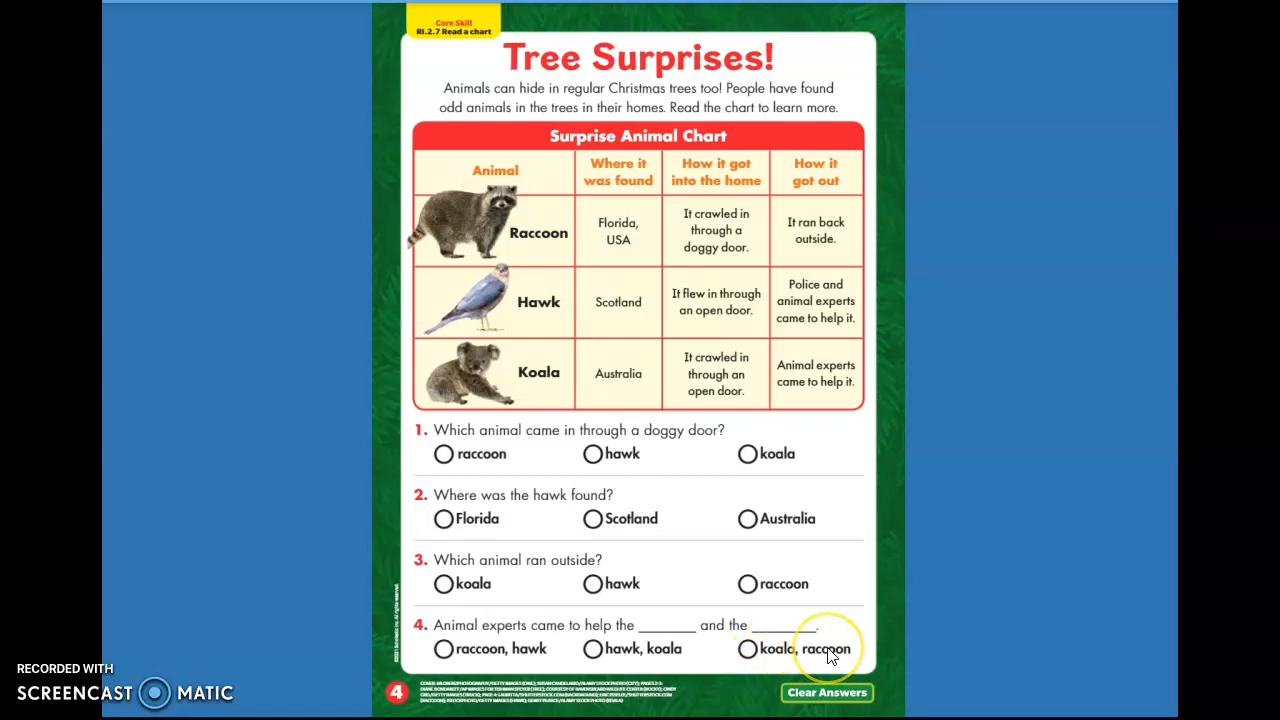 Core Skill
RI.2.7 Read a chart
Tree Surprises!
Animals can hide in regular Christmas trees too! People have found
odd animals in the trees in their homes. Read the chart to learn more.
Surprise Animal Chart
Animal
Where it
was found
How it got
into the home
How it
got out
Raccoon
Florida,
USA
It crawled in
through a
doggy door.
It ran back
outside.
Hawk
Scotland
It flew in through
an open door.
Police and
animal experts
came to help it.
Koala
Australia
It crawled in
through an
open door.
Animal experts
came to help it.
1. Which animal came in through a doggy door?
raccoon hawk koala
2. Where was the hawk found?
Florida Scotland Australia
3. Which animal ran outside?
koala hawk raccoon
4. Animal experts came to help the ________ and the _________.
raccoon, hawk hawk, koala koala, raccoon
4
Clear Answers
RECORDED WITH
SCREENCAST MATIC